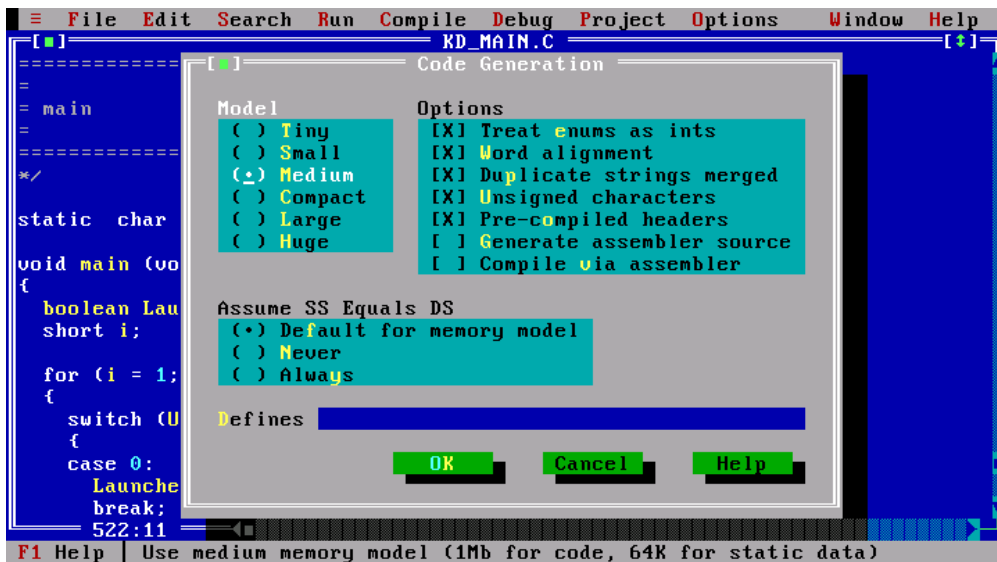 ≡ File Edit Search Run Compile Debug Project Options Window Help
[■] KD_MAIN.C [↕]
=============
[■] Code Generation
=
= main
=
=============
*/
static char
void main (vo
{
boolean Lau
short i;
for (i = 1;
{
switch (U
{
case 0:
Launche
break;
522:11
Model
( ) Tiny
( ) Small
(•) Medium
( ) Compact
( ) Large
( ) Huge
Options
[X] Treat enums as ints
[X] Word alignment
[X] Duplicate strings merged
[X] Unsigned characters
[X] Pre-compiled headers
[ ] Generate assembler source
[ ] Compile via assembler
Assume SS Equals DS
(•) Default for memory model
( ) Never
( ) Always
Defines
OK Cancel Help
F1 Help | Use medium memory model (1Mb for code, 64K for static data)